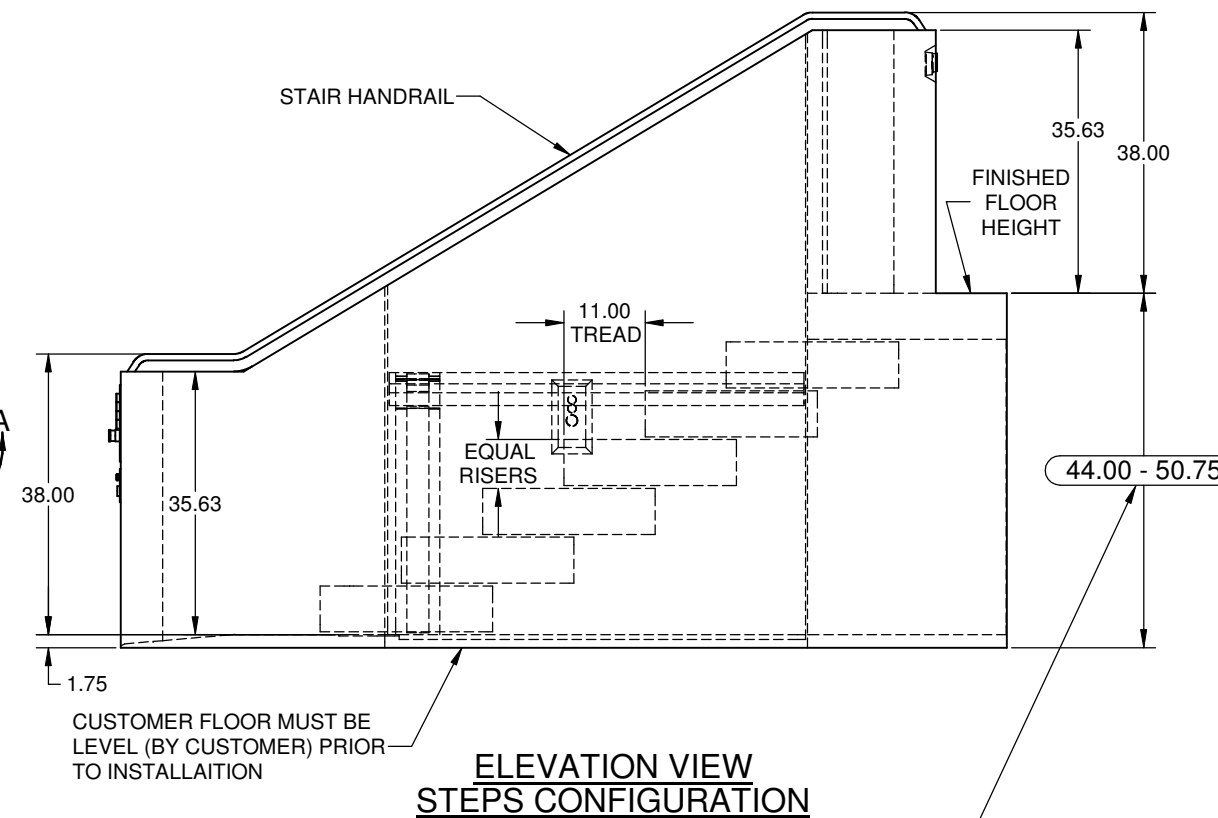 STAIR HANDRAIL
35.63
38.00
FINISHED
FLOOR
HEIGHT
11.00
TREAD
A
EQUAL
RISERS
44.00 - 50.75
38.00
35.63
1.75
CUSTOMER FLOOR MUST BE
LEVEL (BY CUSTOMER) PRIOR
TO INSTALLAITION
ELEVATION VIEW
STEPS CONFIGURATION